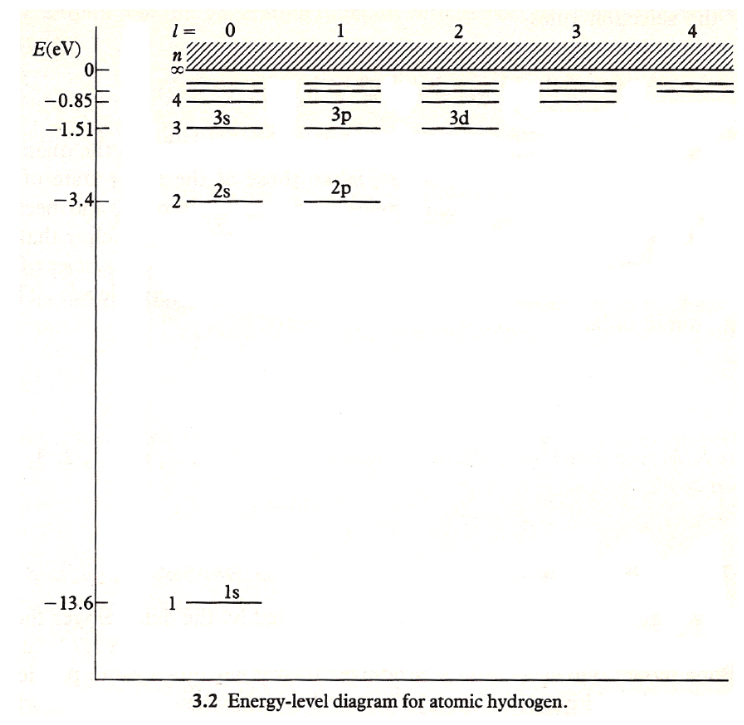 l = 0 1 2 3 4
E(eV)
n
0 ∞
−0.85 4
3s 3p 3d
−1.51 3
2s 2p
−3.4 2
1s
−13.6 1
3.2 Energy-level diagram for atomic hydrogen.